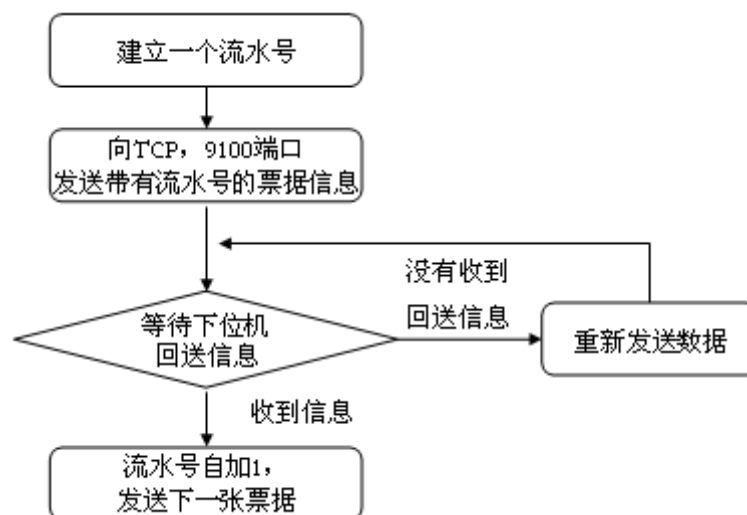 建立一个流水号
向TCP，9100端口
发送带有流水号的票据信息
没有收到
回送信息
等待下位机
回送信息
重新发送数据
收到信息
流水号自加1，
发送下一张票据